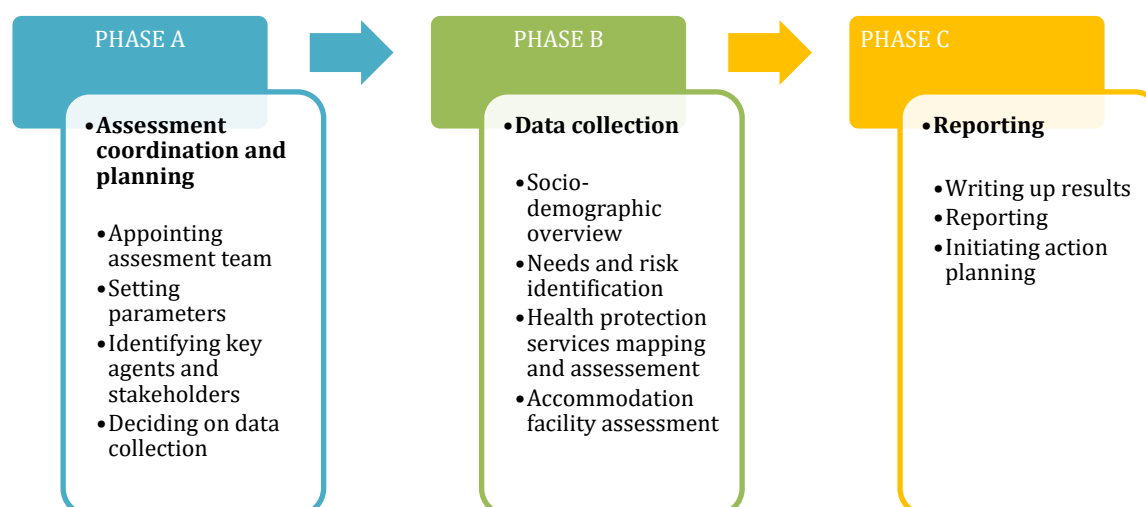 PHASE A
•Assessment
coordination and
planning
•Appointing
assesment team
•Setting
parameters
•Identifying key
agents and
stakeholders
•Deciding on data
collection
PHASE B
•Data collection
•Socio-
demographic
overview
•Needs and risk
identification
•Health protection
services mapping
and assessement
•Accommodation
facility assessment
PHASE C
•Reporting
•Writing up results
•Reporting
•Initiating action
planning